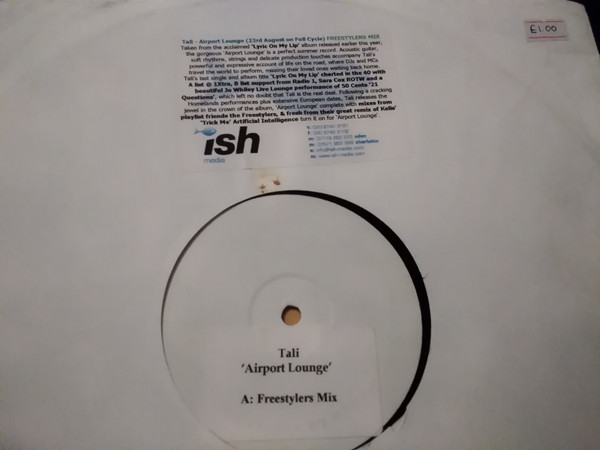 Tali - Airport Lounge (23rd August on Full Cycle) FREESTYLERS MIX
Taken from the acclaimed 'Lyric On My Lip' album released earlier this year,
the gorgeous 'Airport Lounge' is a perfect summer record. Acoustic guitar,
soft rhythms, strings and delicate production touches accompany Tali's
powerful and expressive account of life on the road, where DJs and MCs
travel the world to perform, missing their loved ones waiting back home.
Tali's last single and album title 'Lyric On My Lip' charted in the 40 with
A list @ 1Xtra, B list support from Radio 1, Sara Cox ROTW and a
beautiful Jo Whiley Live Lounge performance of 50 Cents '21
Questions', which left no doubt that Tali is the real deal. Following a cracking
Homelands performances plus extensive European dates, Tali releases the
jewel in the crown of the album, 'Airport Lounge' complete with mixes from
playlist friends the Freestylers, & fresh from their great remix of Kelis'
'Trick Me' Artificial Intelligence turn it on for 'Airport Lounge'.
ish
media
£1.00
Tali
'Airport Lounge'
A: Freestylers Mix